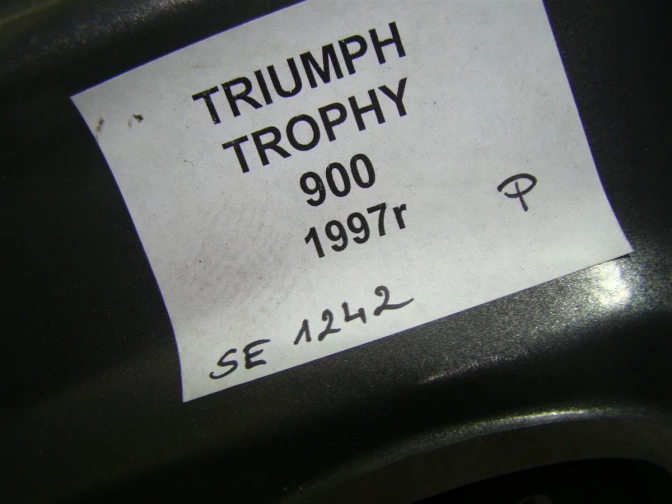 TRIUMPH
TROPHY
900
1997r
P
SE 1242